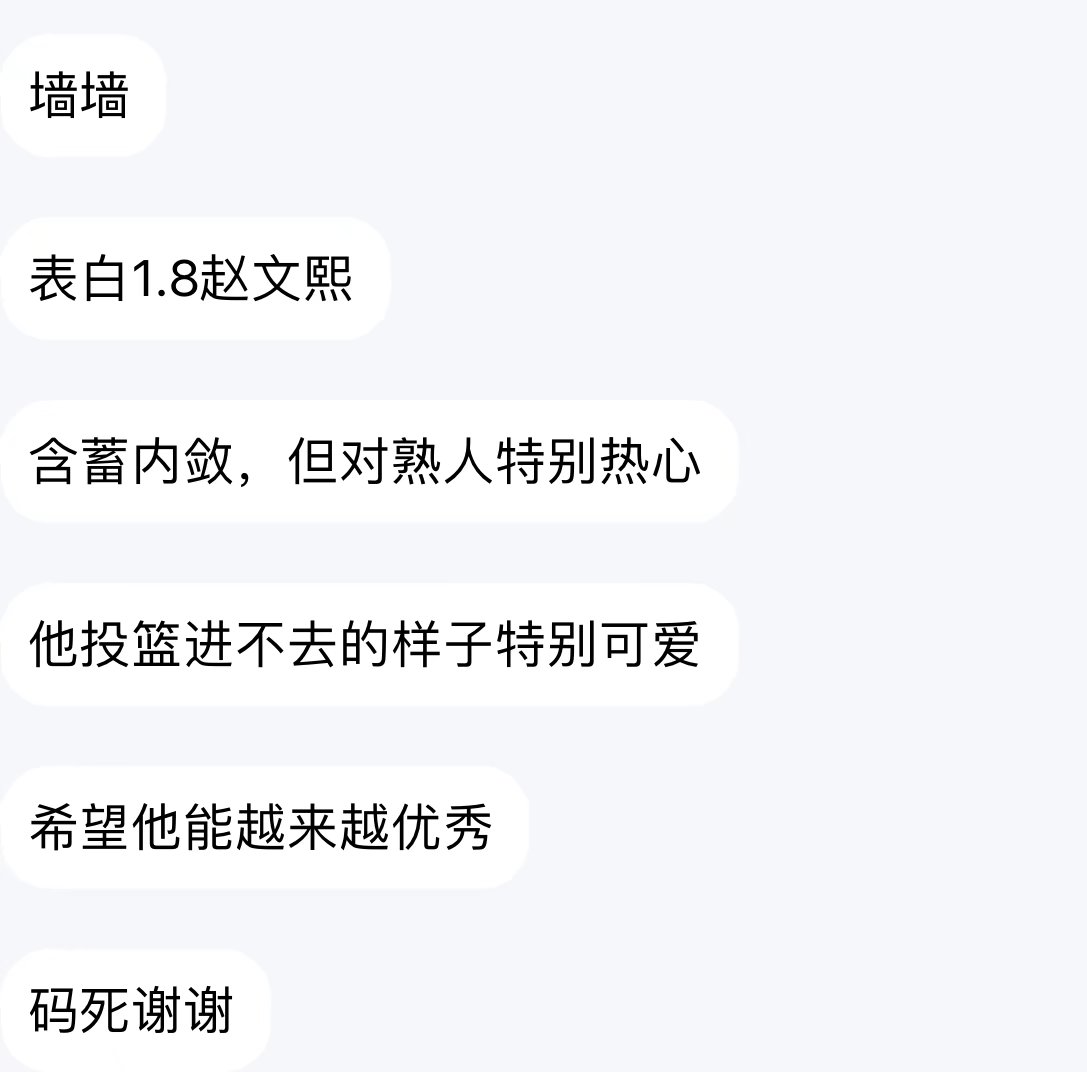 墙墙
表白1.8赵文熙
含蓄内敛，但对熟人特别热心
他投篮进不去的样子特别可爱
希望他能越来越优秀
码死谢谢